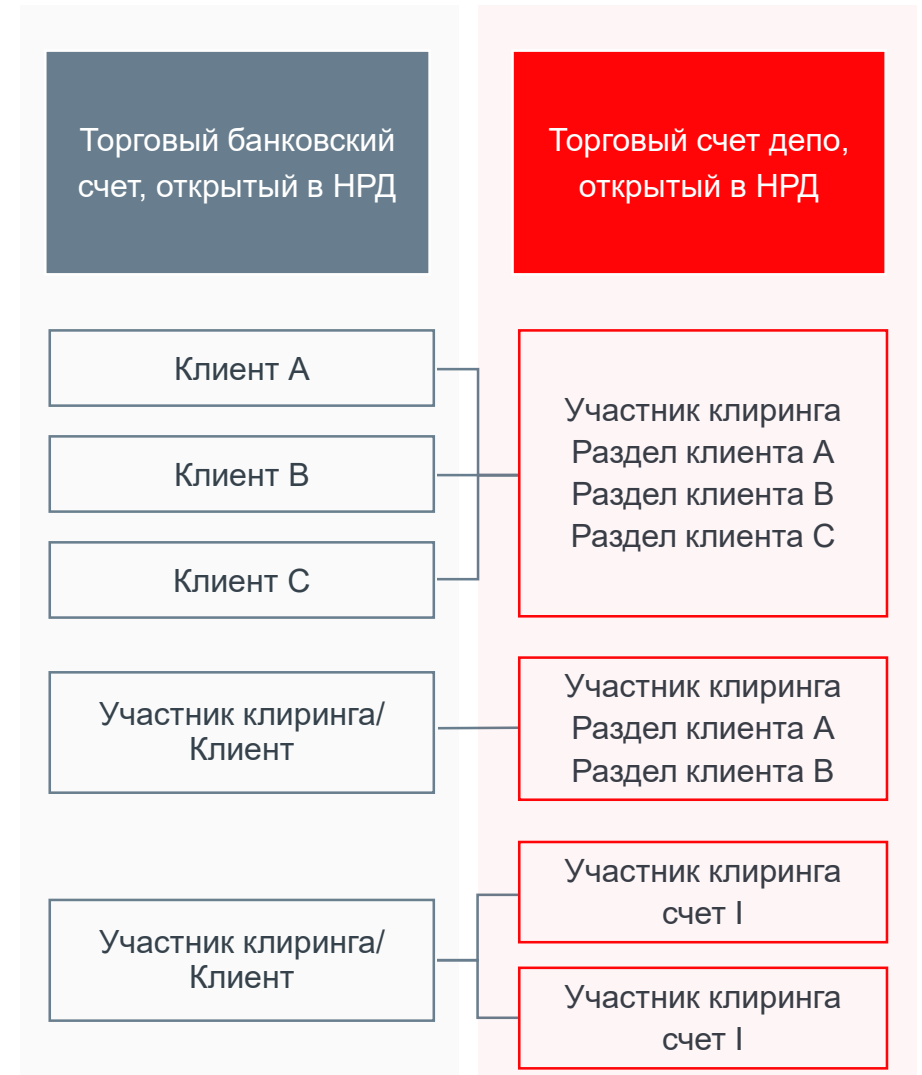 Торговый банковский
счет, открытый в НРД
Торговый счет депо,
открытый в НРД
Клиент А
Клиент В
Клиент С
Участник клиринга
Раздел клиента А
Раздел клиента В
Раздел клиента С
Участник клиринга/
Клиент
Участник клиринга
Раздел клиента А
Раздел клиента В
Участник клиринга/
Клиент
Участник клиринга
счет I
Участник клиринга
счет I